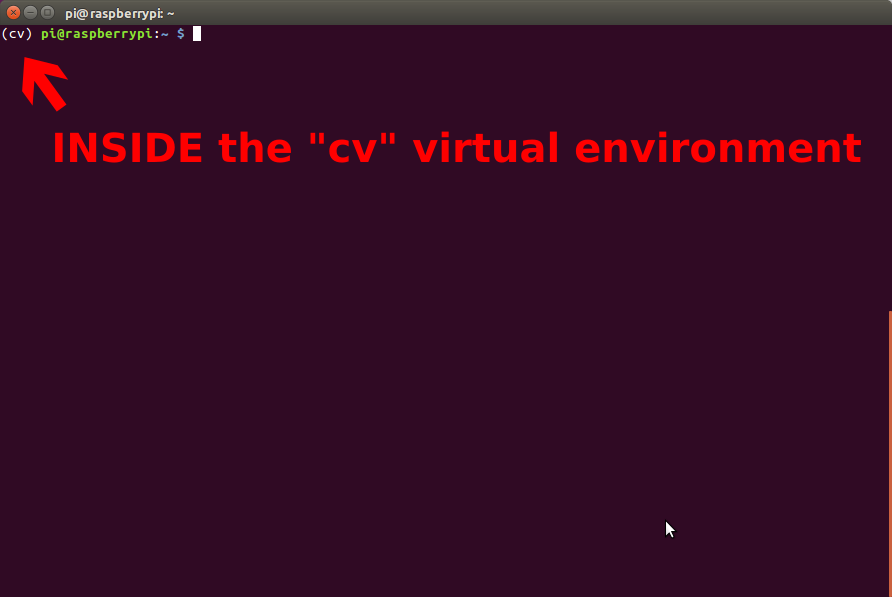 pi@raspberrypi: ~
(cv) pi@raspberrypi:~ $
INSIDE the "cv" virtual environment